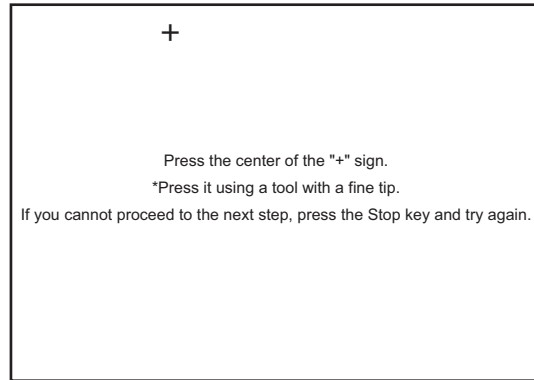 +
Press the center of the "+" sign.
*Press it using a tool with a fine tip.
If you cannot proceed to the next step, press the Stop key and try again.